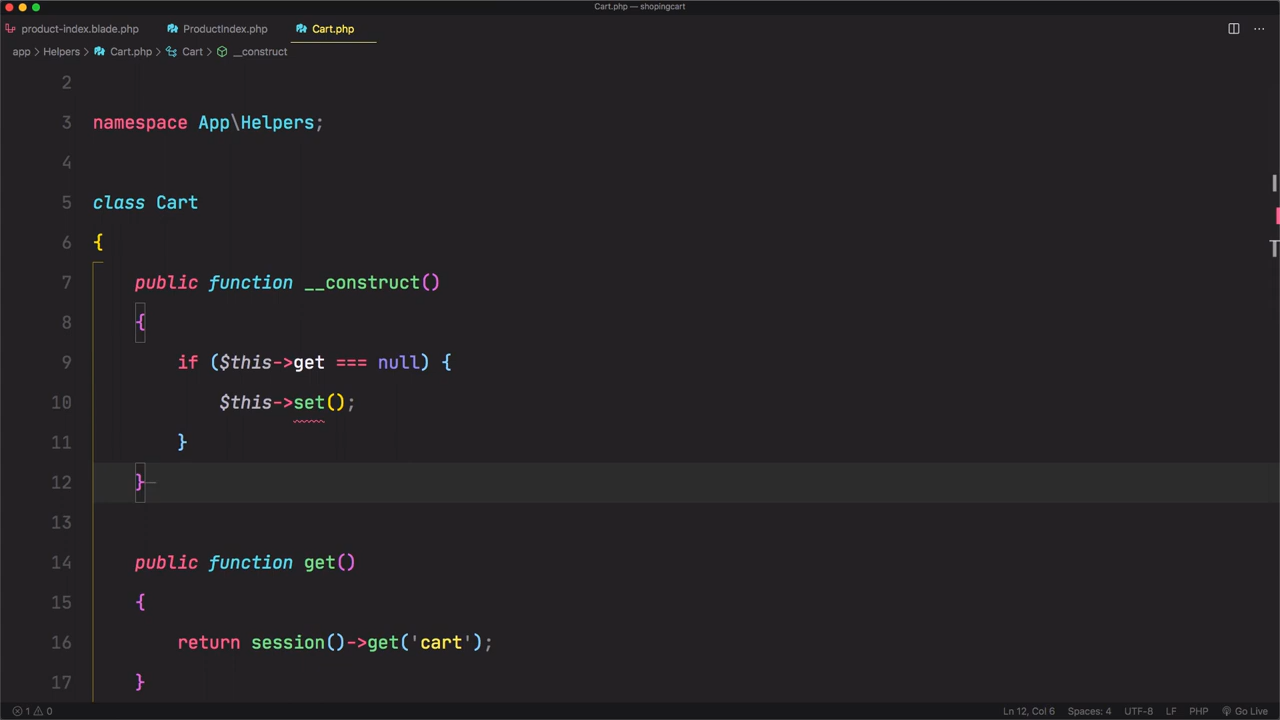 Cart.php — shopingcart
product-index.blade.php ProductIndex.php Cart.php
app > Helpers > Cart.php > Cart > __construct
2
3 namespace App\Helpers;
4
5 class Cart
6 {
7 public function __construct()
8 {
9 if ($this->get === null) {
10 $this->set();
11 }
12 }
13
14 public function get()
15 {
16 return session()->get('cart');
17 }
1 0 Ln 12, Col 6 Spaces: 4 UTF-8 LF PHP Go Live